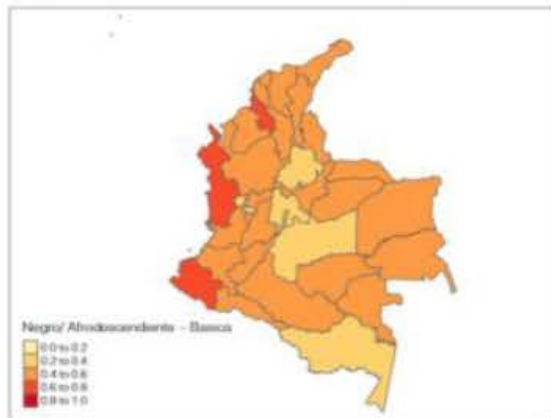 Negro/ Afrodescendiente - Basica
0.0 to 0.2
0.2 to 0.4
0.4 to 0.6
0.6 to 0.8
0.8 to 1.0